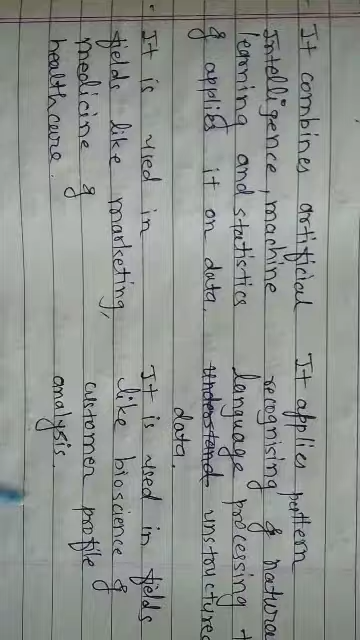 It combines artificial
Intelligence, machine
learning and statistics
& applies it on data.
It is used in
fields like marketing,
medicine &
healthcare.
It applies pattern
recognising & natura
language processing t
understand unstructured
data.
It is used in fields
like bioscience &
customer profile
analysis.